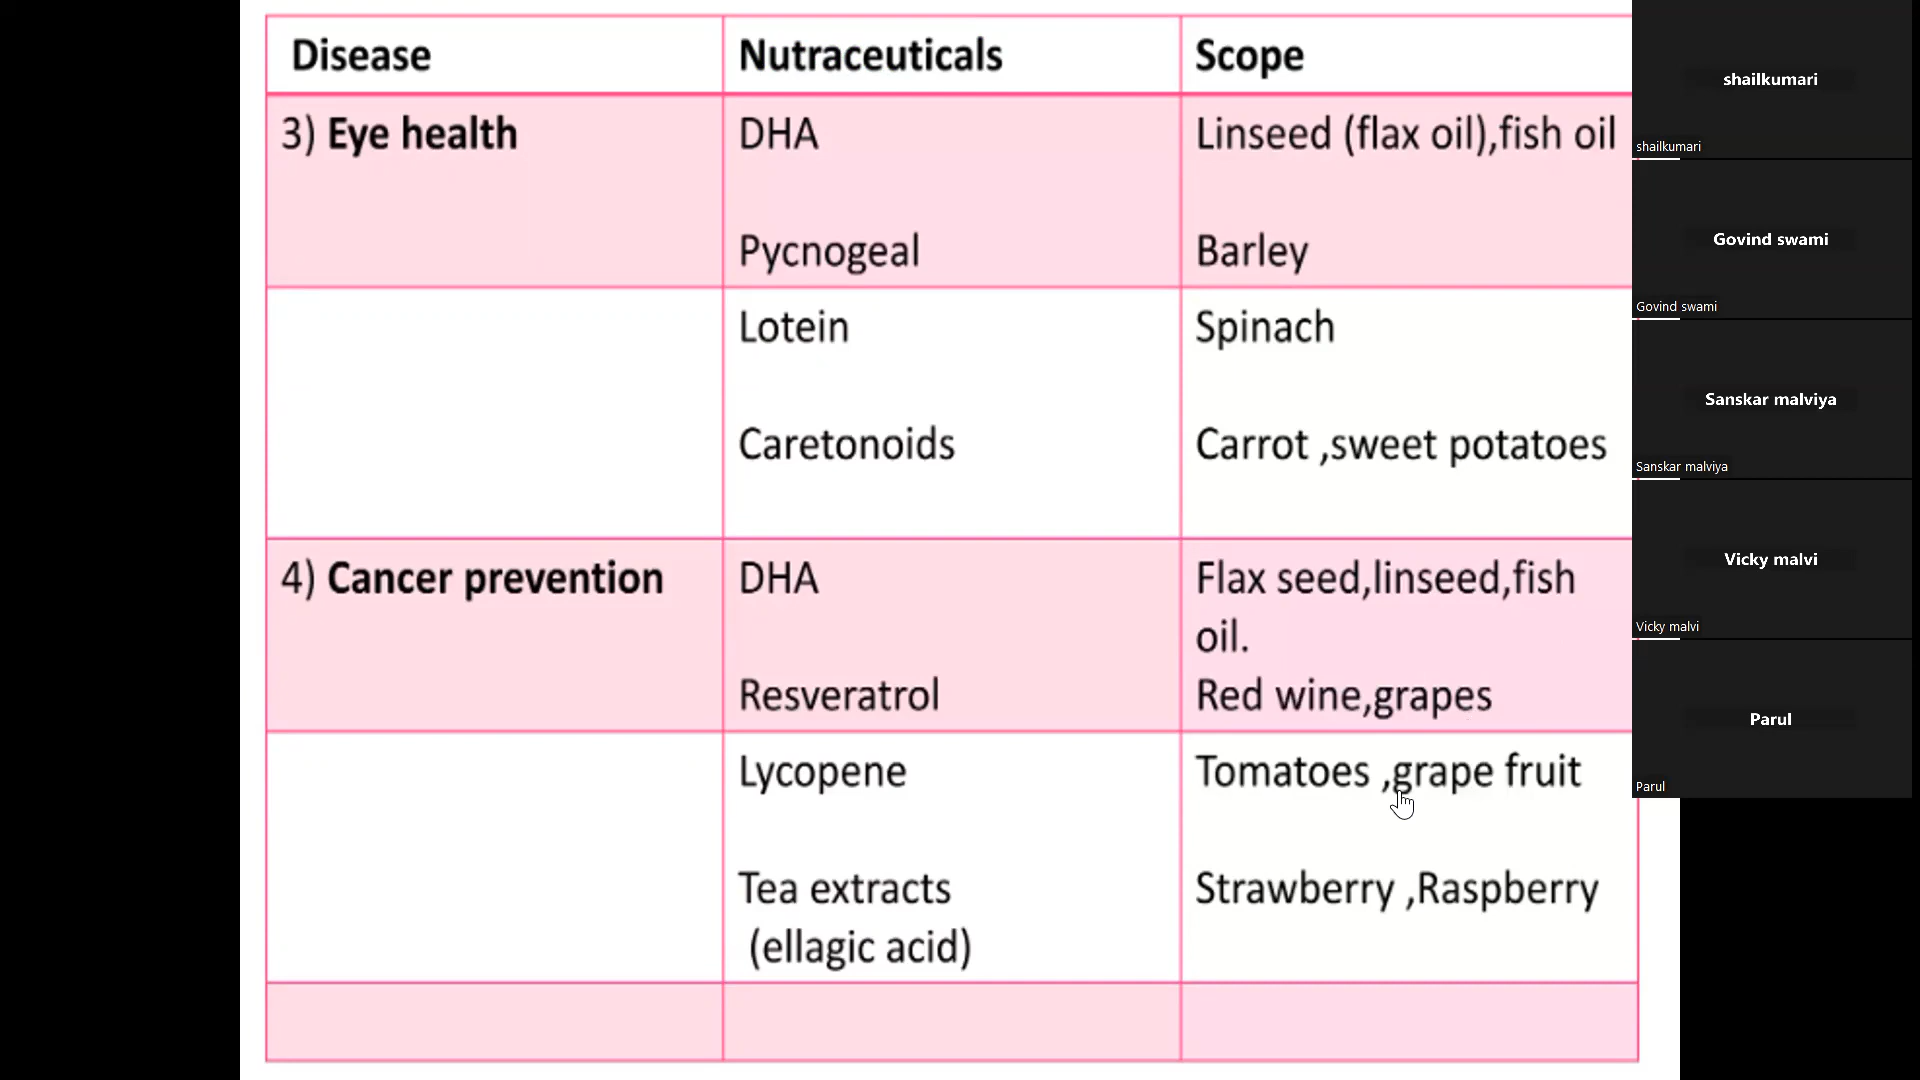 Disease Nutraceuticals Scope
3) Eye health DHA Linseed (flax oil),fish oil
Pycnogeal Barley
Lotein Spinach
Caretonoids Carrot ,sweet potatoes
4) Cancer prevention DHA Flax seed,linseed,fish
oil.
Resveratrol Red wine,grapes
Lycopene Tomatoes ,grape fruit
Tea extracts Strawberry ,Raspberry
(ellagic acid)
shailkumari
shailkumari
Govind swami
Govind swami
Sanskar malviya
Sanskar malviya
Vicky malvi
Vicky malvi
Parul
Parul